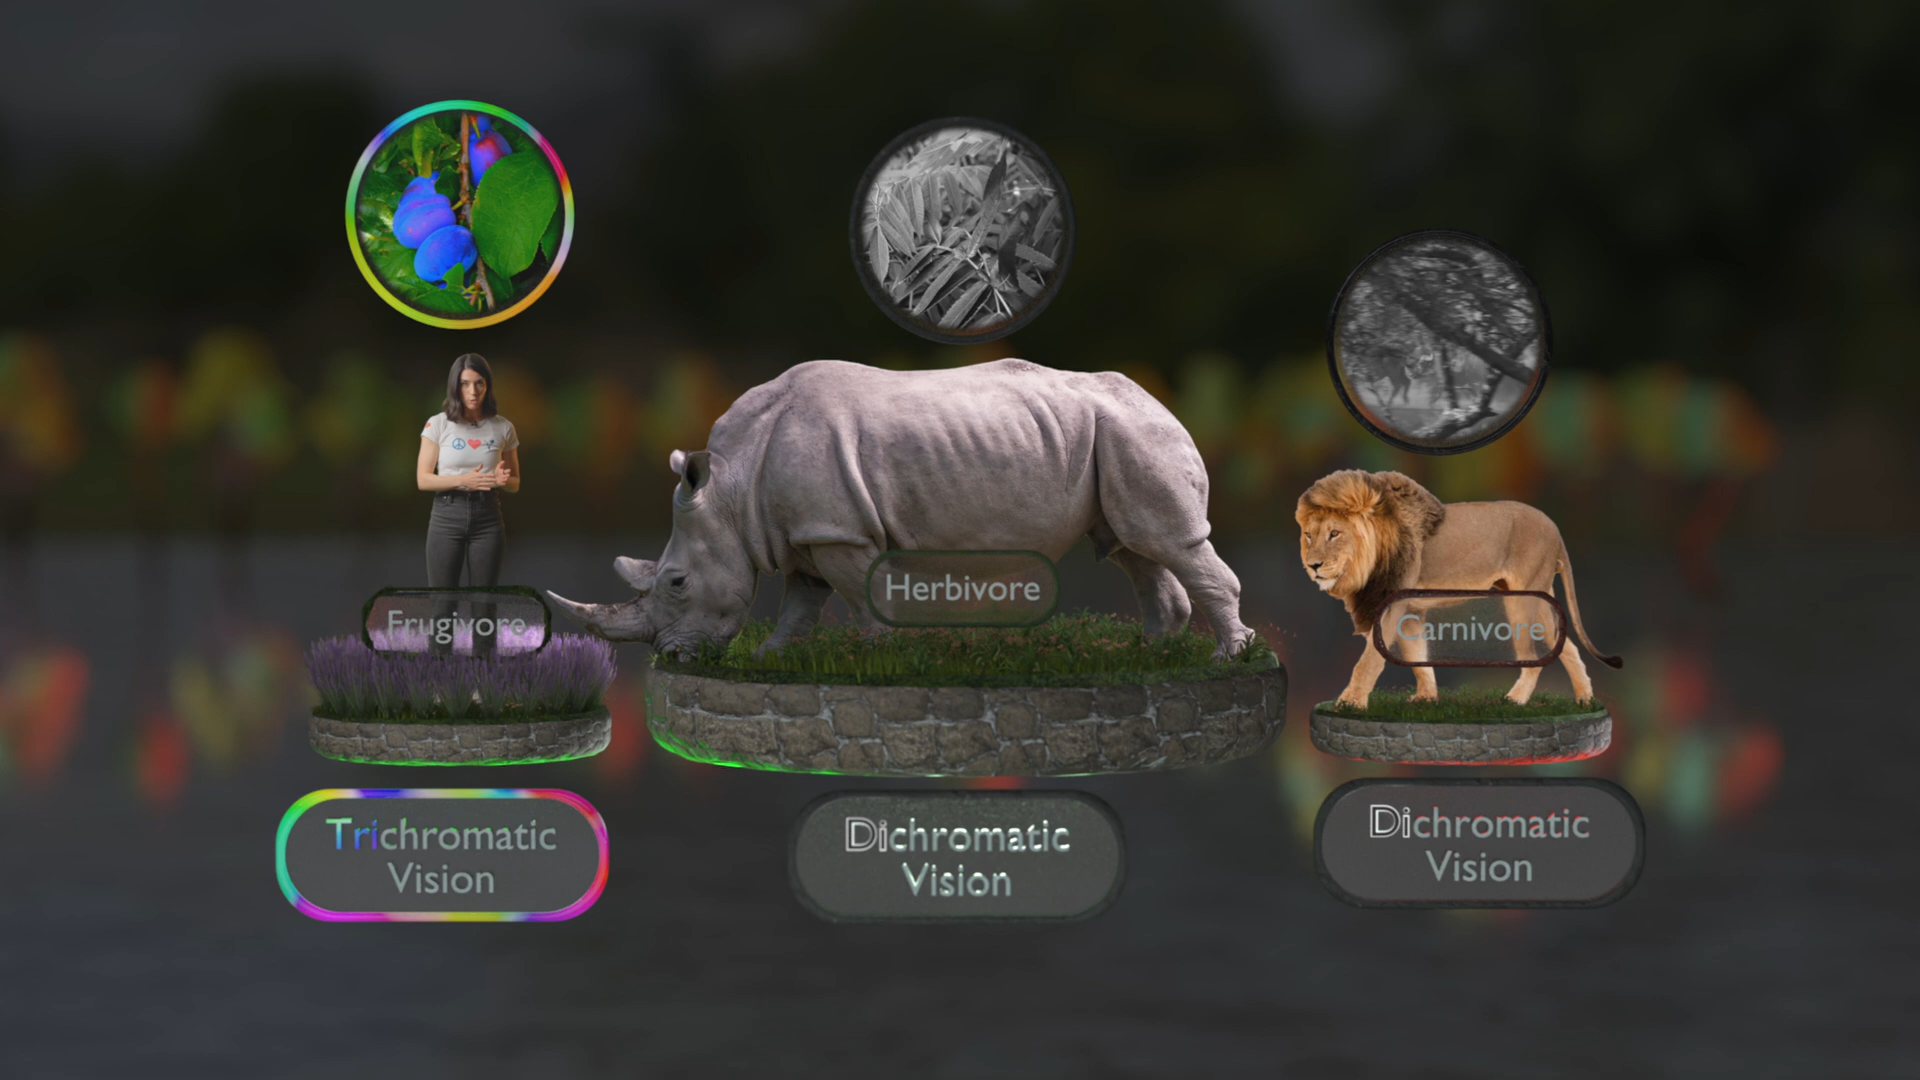 Frugivore
Herbivore
Carnivore
Trichromatic
Vision
Dichromatic
Vision
Dichromatic
Vision